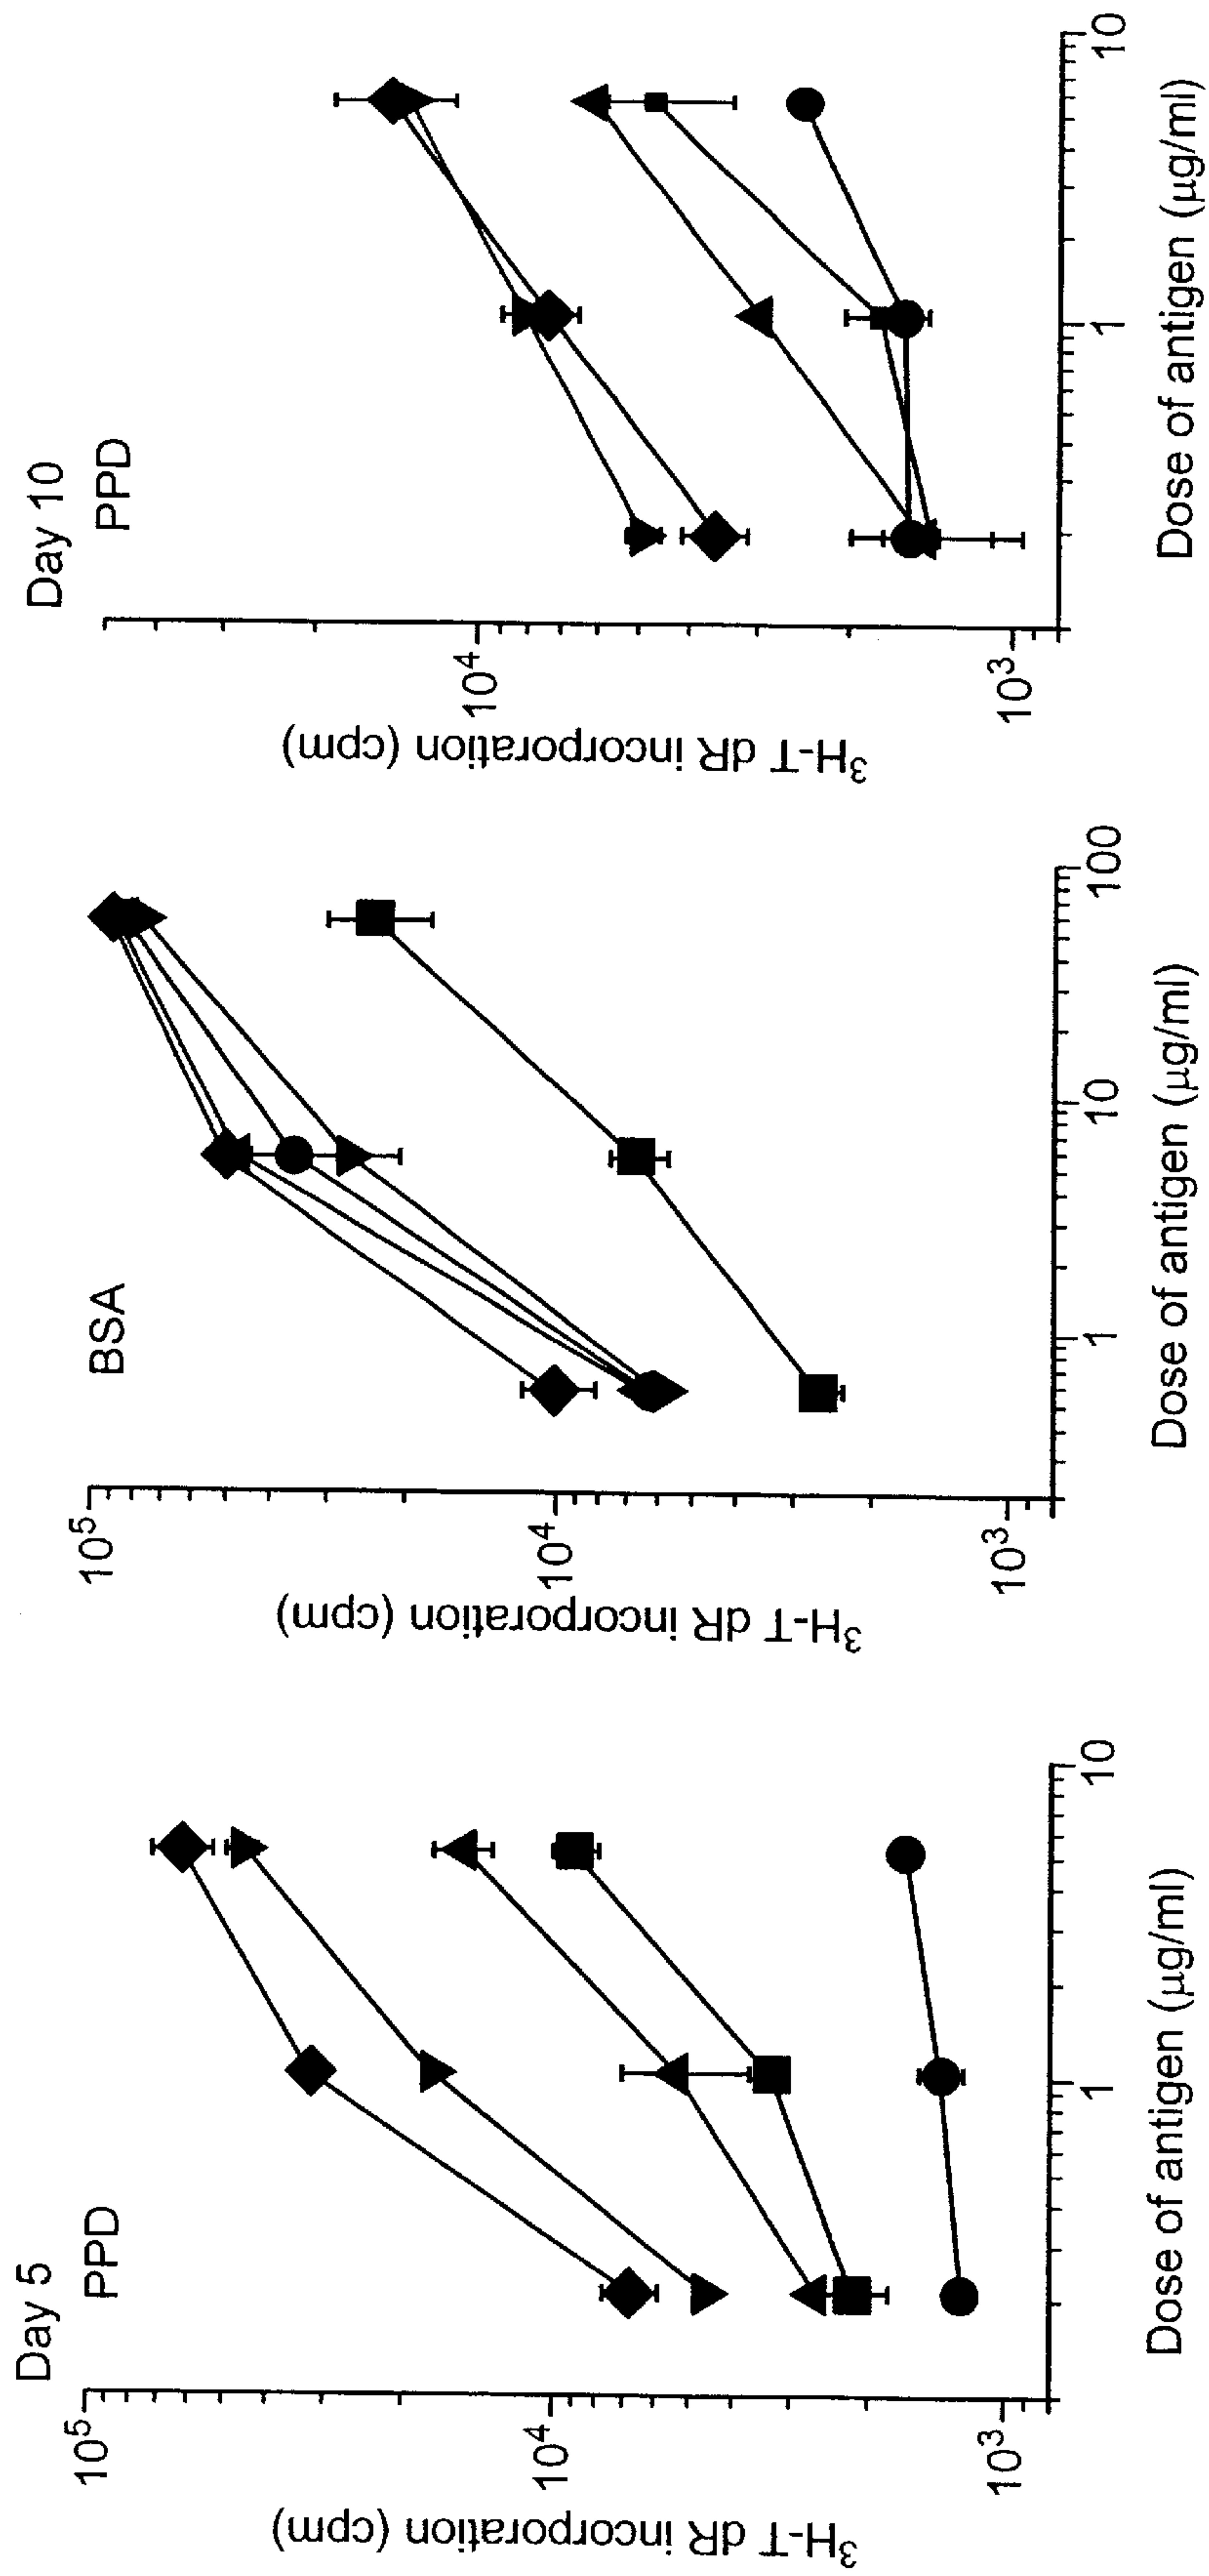 Day 5
PPD
10⁵
10⁴
10³
³H-T dR incorporation (cpm)
1
10
Dose of antigen (µg/ml)
BSA
10⁵
10⁴
10³
³H-T dR incorporation (cpm)
1
10
100
Dose of antigen (µg/ml)
Day 10
PPD
10⁴
10³
³H-T dR incorporation (cpm)
1
10
Dose of antigen (µg/ml)